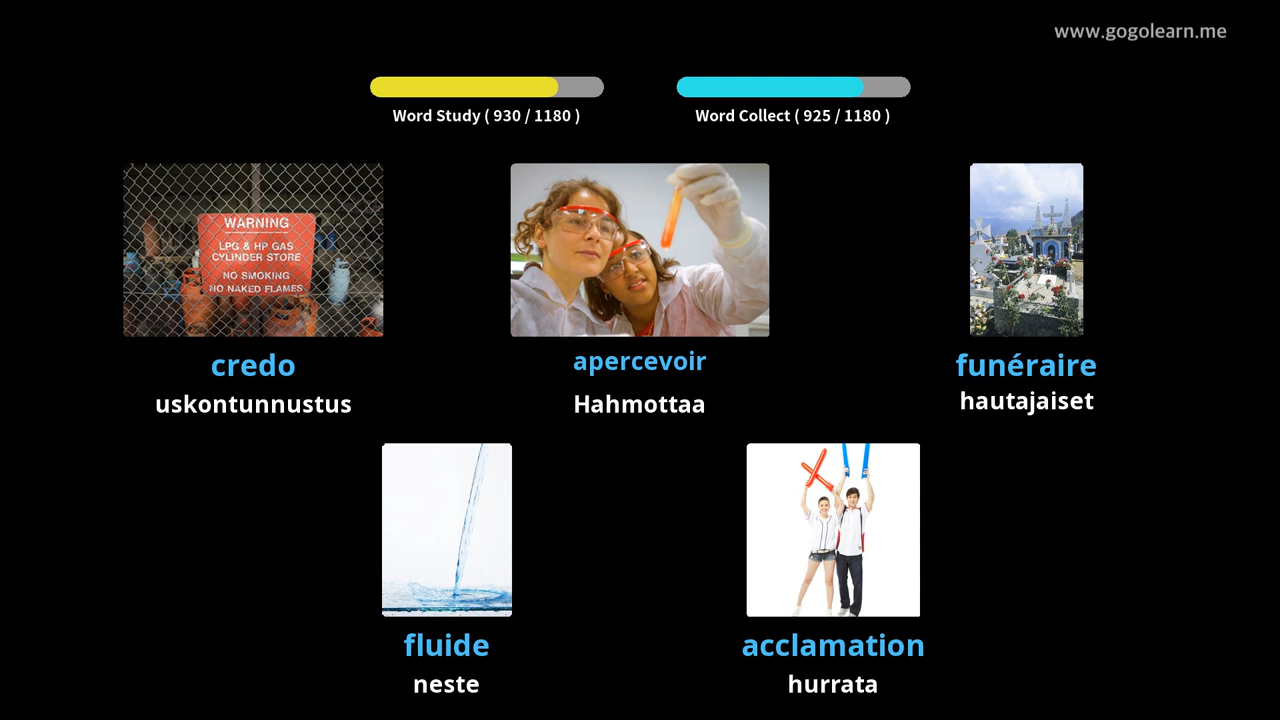 www.gogolearn.me
Word Study ( 930 / 1180 )
Word Collect ( 925 / 1180 )
WARNING
LPG & HP GAS
CYLINDER STORE
NO SMOKING
NO NAKED FLAMES
credo
uskontunnustus
apercevoir
Hahmottaa
funéraire
hautajaiset
fluide
neste
acclamation
hurrata